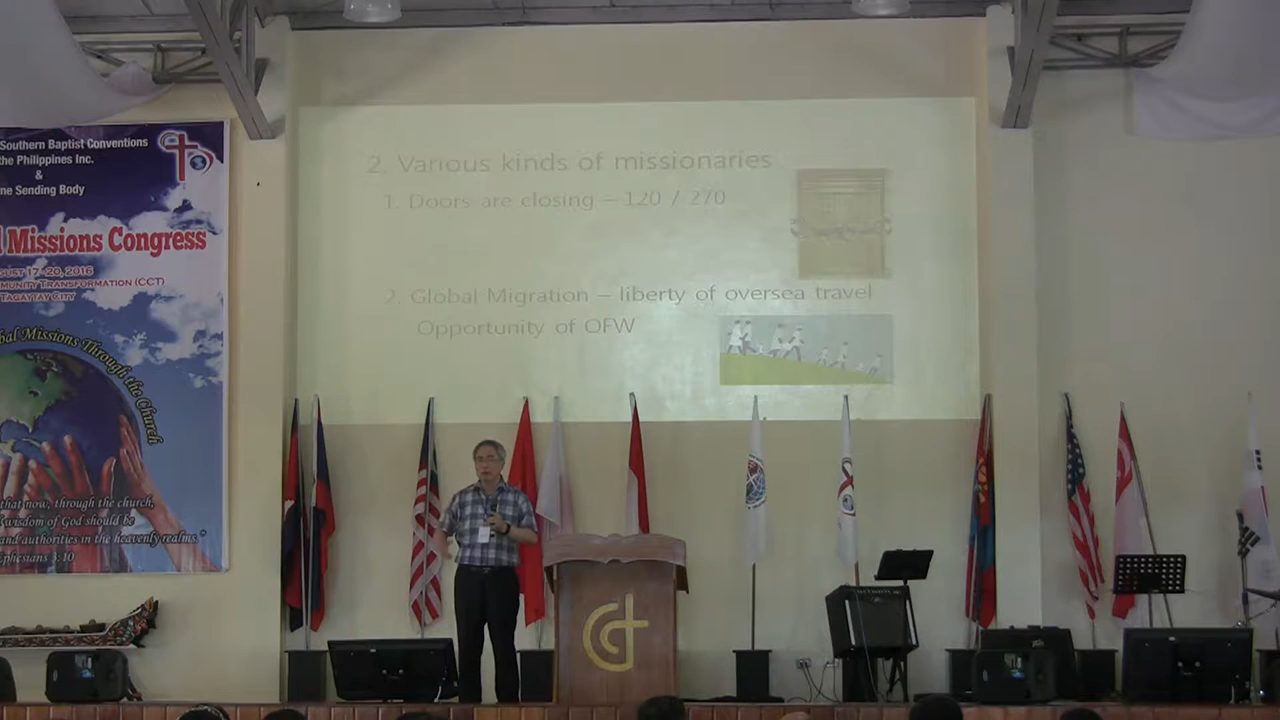 Southern Baptist Conventions
the Philippines Inc.
&
ne Sending Body
l Missions Congress
GUST 17-20, 2016
MUNITY TRANSFORMATION (CCT)
TAGAYTAY CITY
bal Missions Through the Church
that now, through the church,
wisdom of God should be
and authorities in the heavenly realms."
Ephesians 3:10
2. Various kinds of missionaries
1. Doors are closing – 120 / 270
2. Global Migration – liberty of oversea travel
Opportunity of OFW